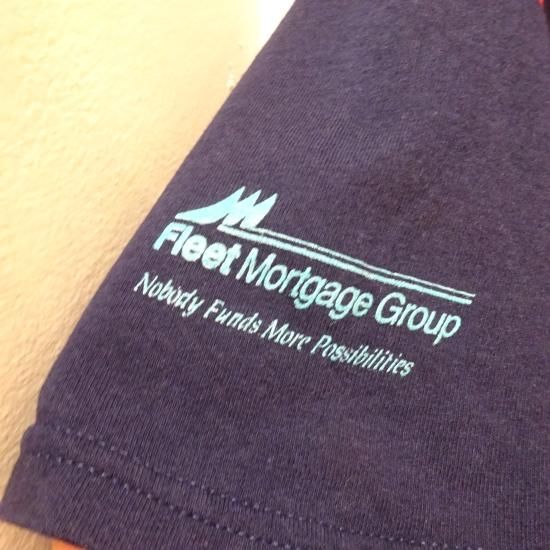 Fleet Mortgage Group
Nobody Funds More Possibilities